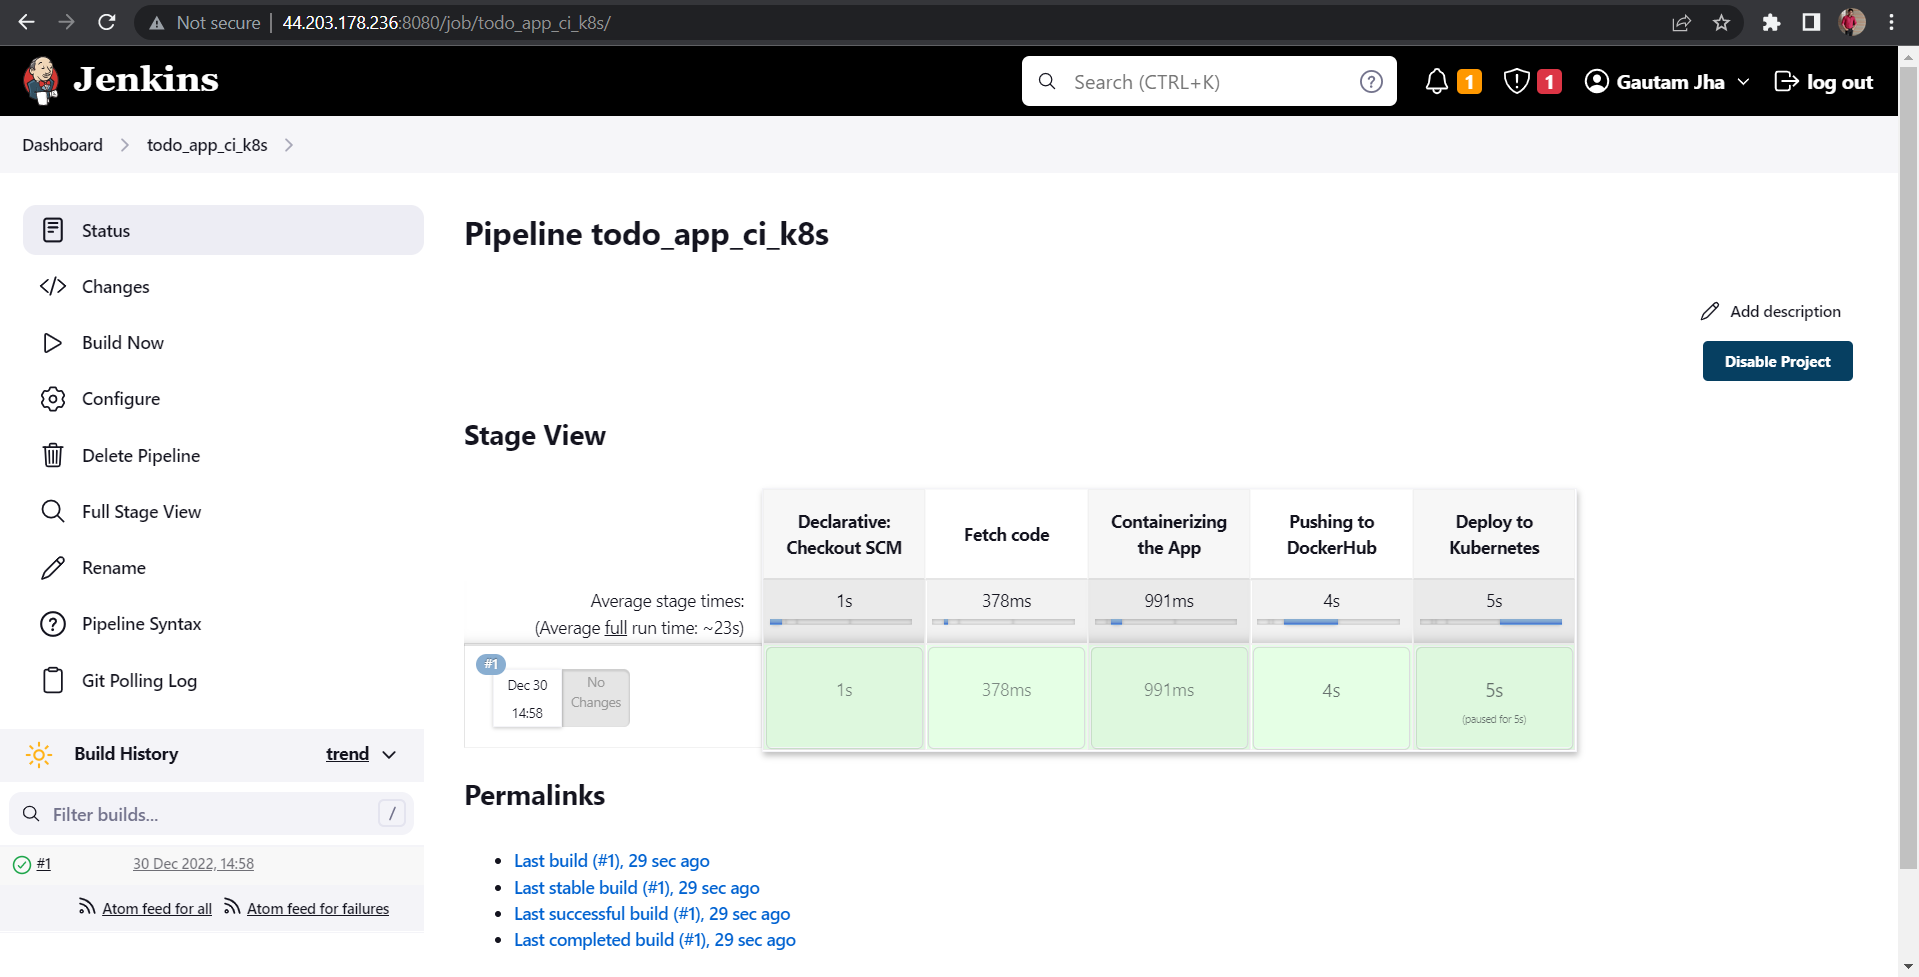 Not secure | 44.203.178.236:8080/job/todo_app_ci_k8s/
Jenkins
Search (CTRL+K)
?
1
1
Gautam Jha
log out
Dashboard
todo_app_ci_k8s
Status
Changes
Build Now
Configure
Delete Pipeline
Full Stage View
Rename
Pipeline Syntax
Git Polling Log
Build History
trend
Filter builds...
/
#1
30 Dec 2022, 14:58
Atom feed for all
Atom feed for failures
Pipeline todo_app_ci_k8s
Add description
Disable Project
Stage View
Declarative:
Checkout SCM
Fetch code
Containerizing
the App
Pushing to
DockerHub
Deploy to
Kubernetes
Average stage times:
(Average full run time: ~23s)
1s
378ms
991ms
4s
5s
#1
Dec 30
14:58
No
Changes
1s
378ms
991ms
4s
5s
(paused for 5s)
Permalinks
Last build (#1), 29 sec ago
Last stable build (#1), 29 sec ago
Last successful build (#1), 29 sec ago
Last completed build (#1), 29 sec ago